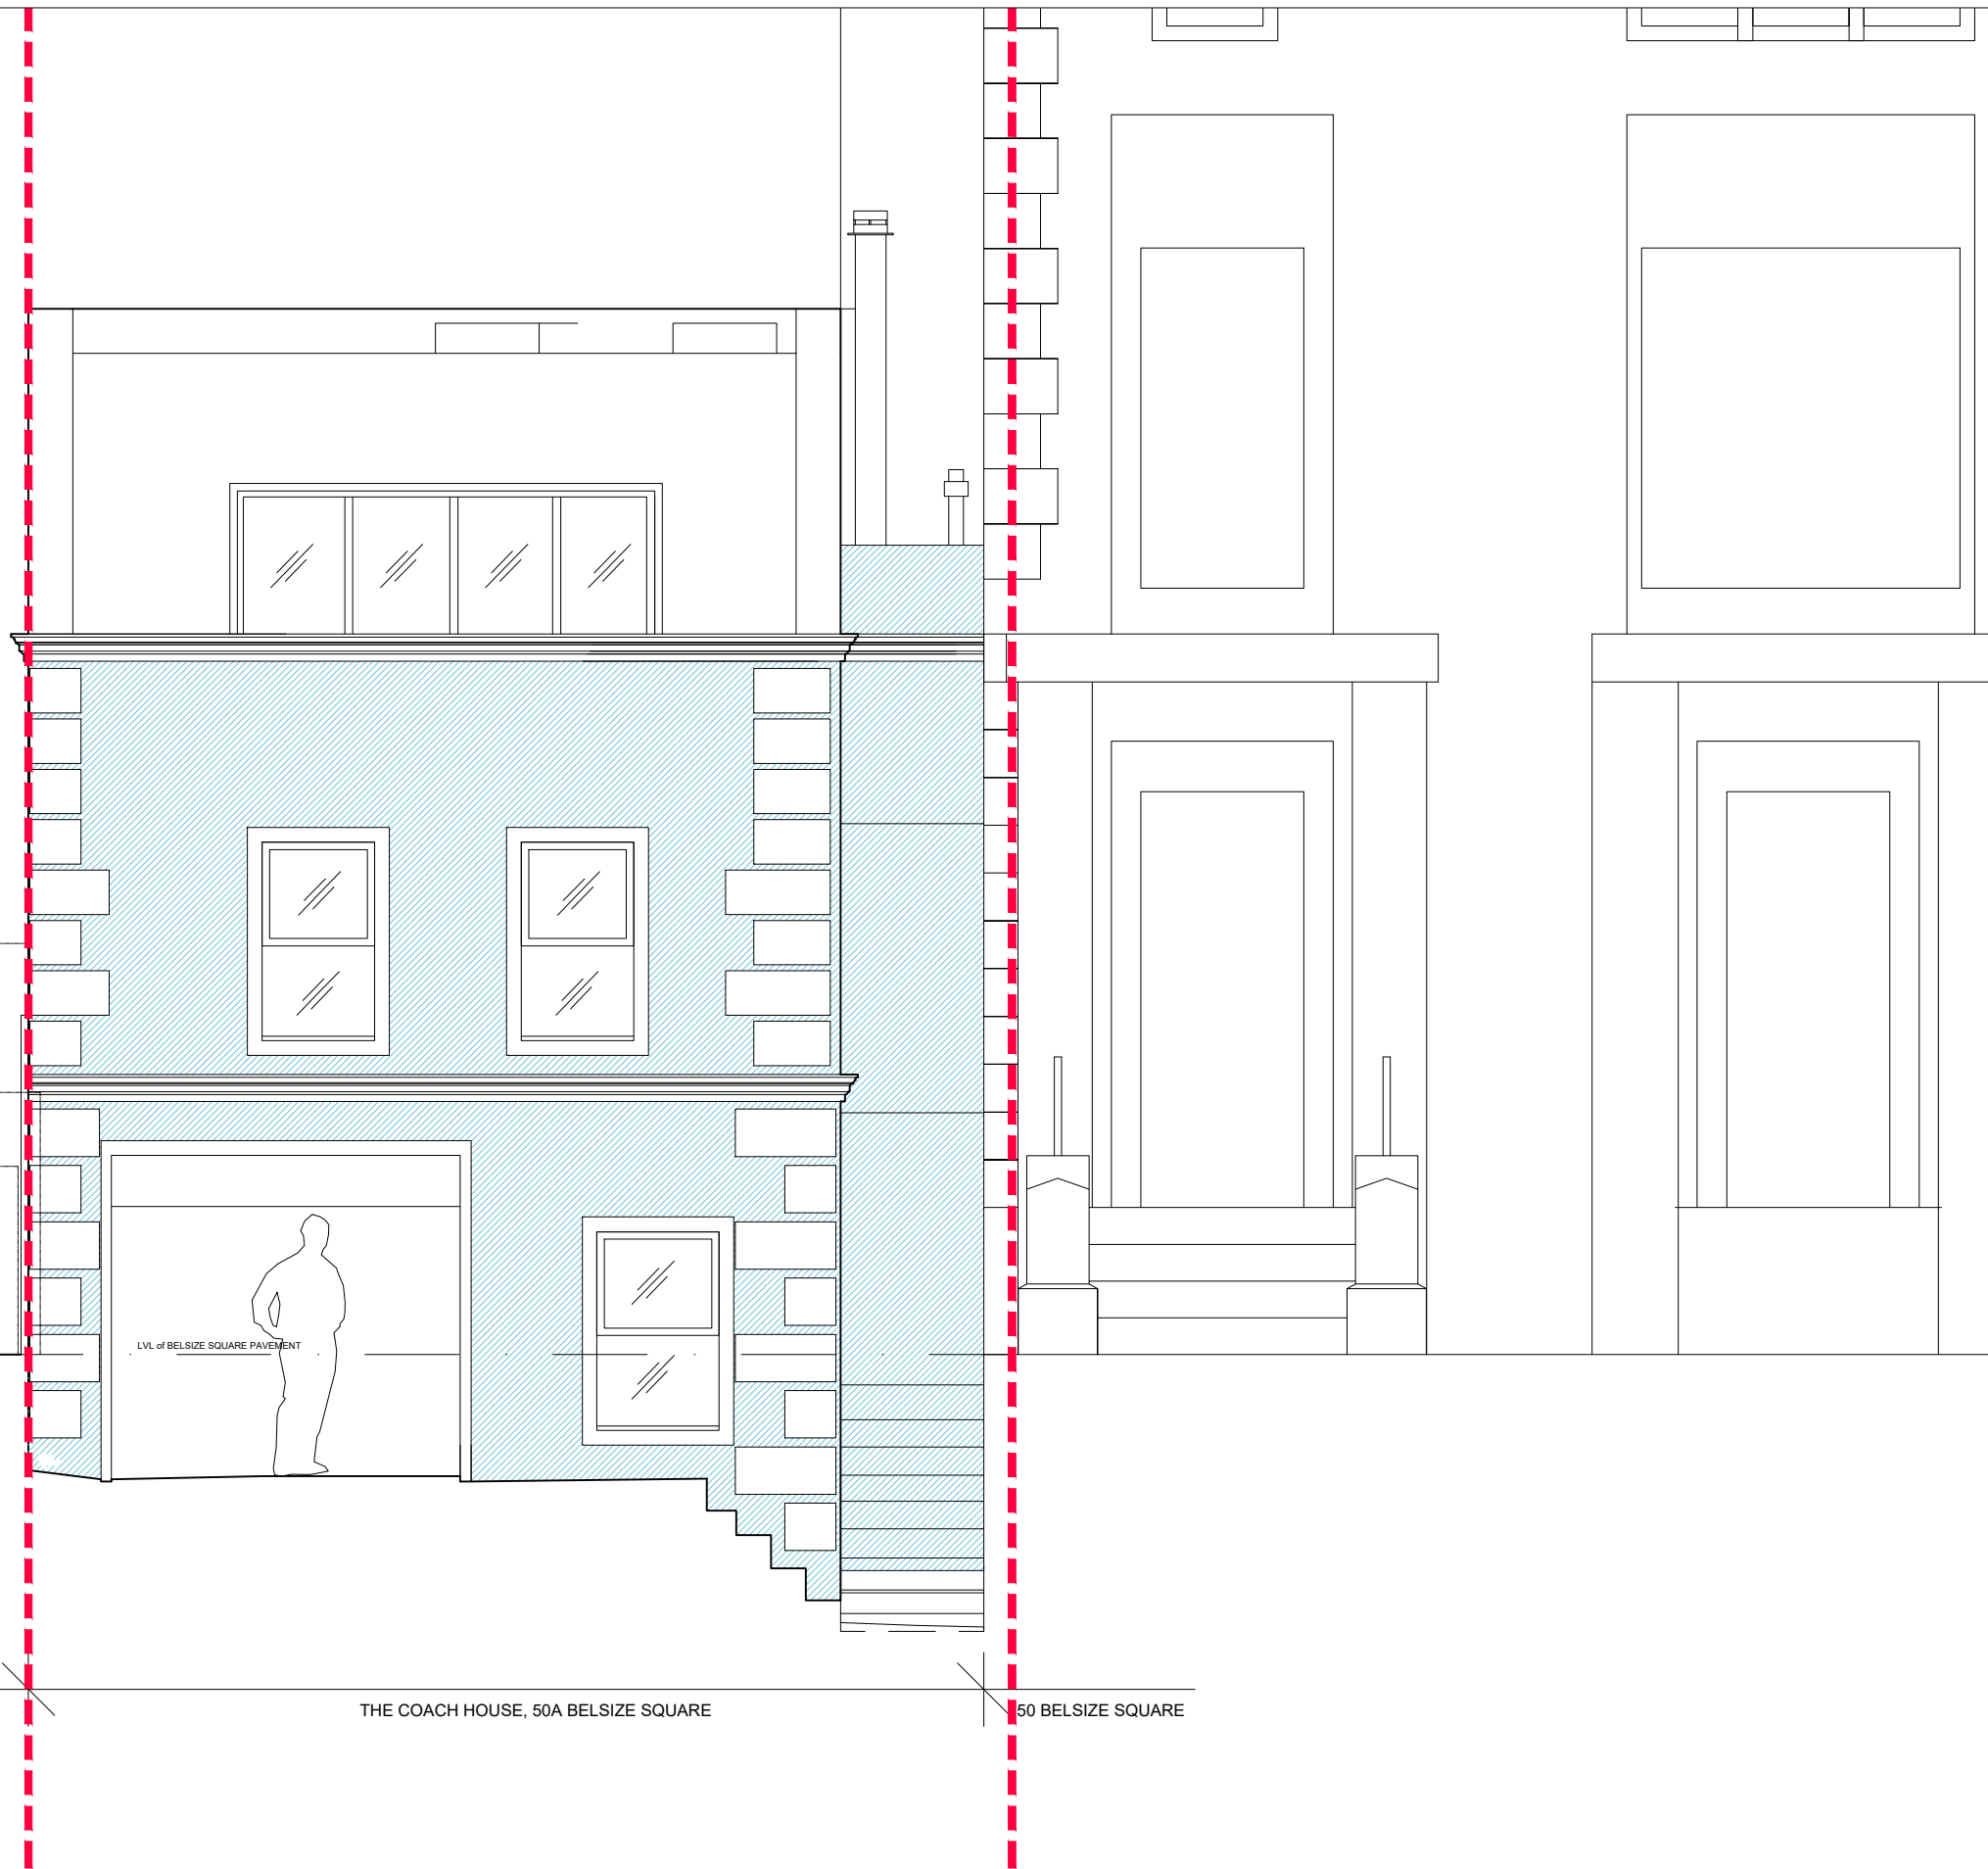 LVL of BELSIZE SQUARE PAVEMENT
THE COACH HOUSE, 50A BELSIZE SQUARE
50 BELSIZE SQUARE